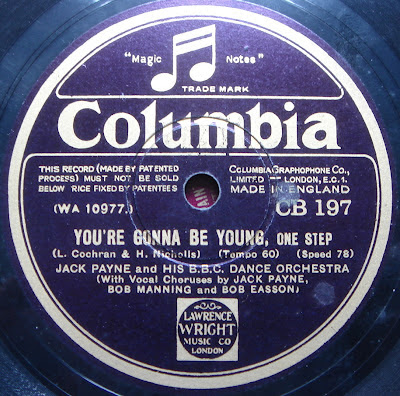 "Magic Notes"
TRADE MARK
Columbia
THIS RECORD (MADE BY PATENTED
PROCESS) MUST NOT BE SOLD
BELOW RICE FIXED BY PATENTEES
COLUMBIA GRAPHOPHONE CO.,
LIMITED LONDON, E.C.1.
MADE IN ENGLAND
(WA 10977.)
CB 197
YOU'RE GONNA BE YOUNG, ONE STEP
(L. Cochran & H. Nicholls) (Tempo 60) (Speed 78)
JACK PAYNE and HIS B.B.C. DANCE ORCHESTRA
(With Vocal Choruses by JACK PAYNE,
BOB MANNING and BOB EASSON)
LAWRENCE
WRIGHT
MUSIC CO
LONDON